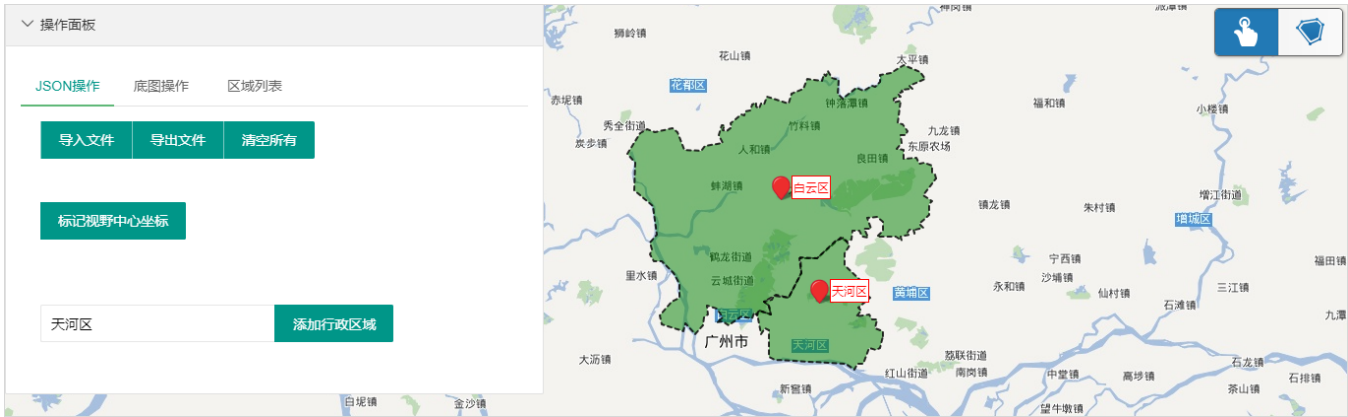 操作面板
JSON操作
底图操作
区域列表
导入文件
导出文件
清空所有
标记视野中心坐标
天河区
添加行政区域
狮岭镇
花山镇
太平镇
花都区
赤坭镇
钟落潭镇
福和镇
小楼镇
秀全街道
竹料镇
九龙镇
炭步镇
人和镇
东原农场
良田镇
蚌湖镇
白云区
增江街道
镇龙镇
朱村镇
增城区
鹤龙街道
宁西镇
福田镇
里水镇
云城街道
沙埔镇
天河区
黄埔区
永和镇
仙村镇
三江镇
石滩镇
白云区
九潭
广州市
天河区
大沥镇
荔联街道
石龙镇
红山街道
南岗镇
中堂镇
高埗镇
石排镇
新窖镇
茶山镇
白坭镇
金沙镇
望牛墩镇